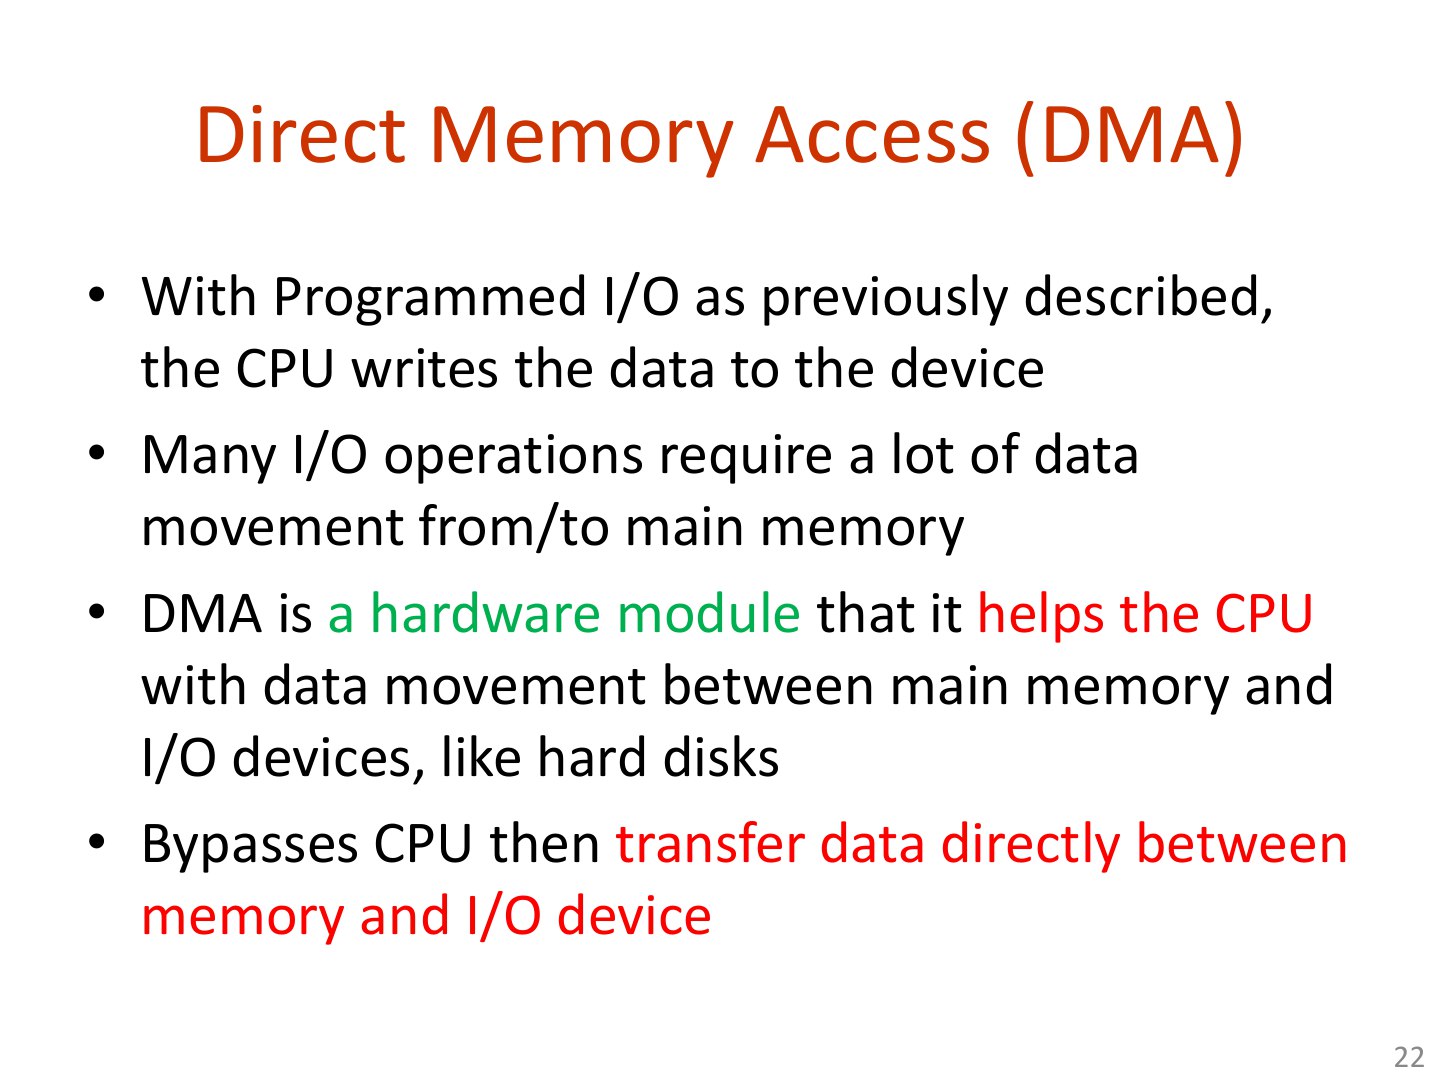 Direct Memory Access (DMA)
• With Programmed I/O as previously described,
the CPU writes the data to the device
• Many I/O operations require a lot of data
movement from/to main memory
• DMA is a hardware module that it helps the CPU
with data movement between main memory and
I/O devices, like hard disks
• Bypasses CPU then transfer data directly between
memory and I/O device
22